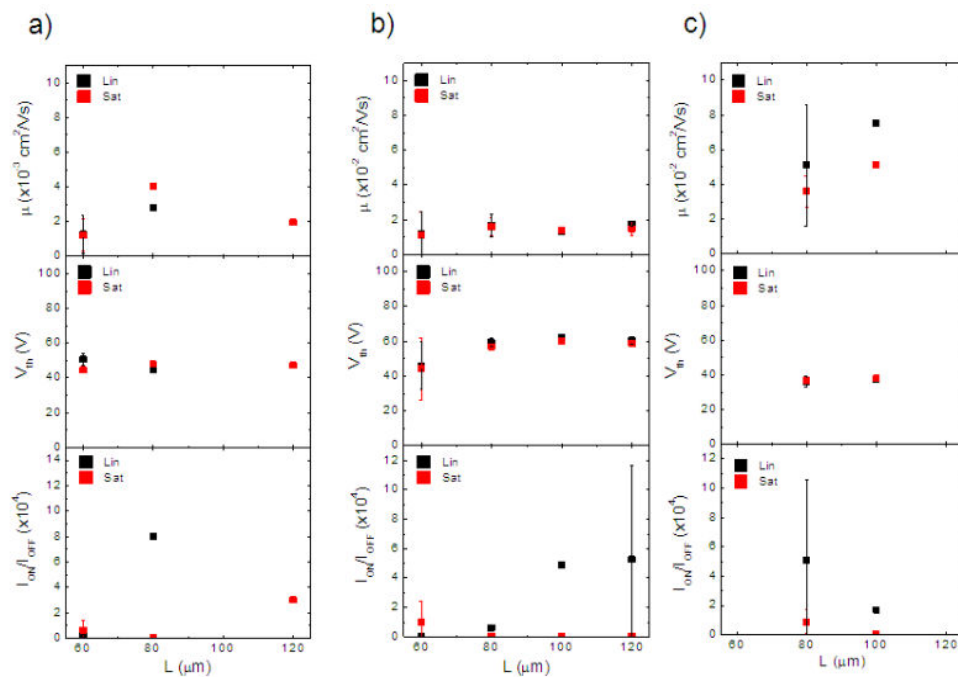 a)
Lin
Sat
10
8
6
4
2
0
μ (x10⁻³ cm²/Vs)
Lin
Sat
100
80
60
40
20
0
V_th (V)
Lin
Sat
14
12
10
8
6
4
2
0
I_ON/I_OFF (x10⁴)
60 80 100 120
L (μm)
b)
Lin
Sat
10
8
6
4
2
0
μ (x10⁻² cm²/Vs)
Lin
Sat
100
80
60
40
20
0
V_th (V)
Lin
Sat
12
10
8
6
4
2
0
I_ON/I_OFF (x10⁴)
60 80 100 120
L (μm)
c)
Lin
Sat
10
8
6
4
2
0
μ (x10⁻² cm²/Vs)
Lin
Sat
100
80
60
40
20
0
V_th (V)
Lin
Sat
12
10
8
6
4
2
0
I_ON/I_OFF (x10⁴)
60 80 100 120
L (μm)